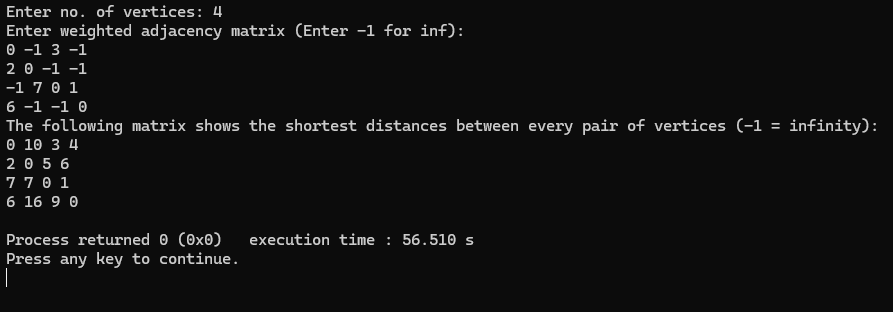 Enter no. of vertices: 4
Enter weighted adjacency matrix (Enter -1 for inf):
0 -1 3 -1
2 0 -1 -1
-1 7 0 1
6 -1 -1 0
The following matrix shows the shortest distances between every pair of vertices (-1 = infinity):
0 10 3 4
2 0 5 6
7 7 0 1
6 16 9 0
Process returned 0 (0x0)   execution time : 56.510 s
Press any key to continue.